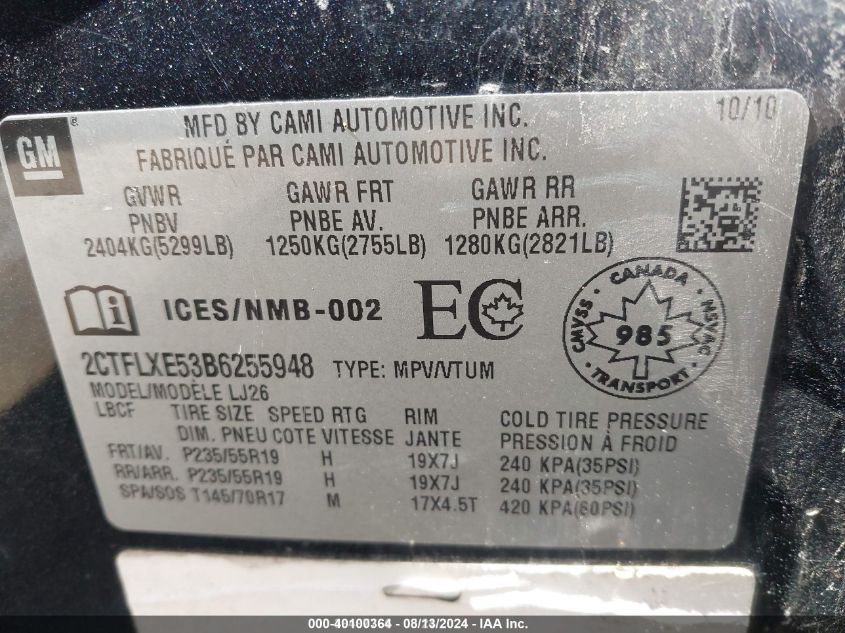 GM ®
MFD BY CAMI AUTOMOTIVE INC. 10/10
FABRIQUÉ PAR CAMI AUTOMOTIVE INC.
GVWR GAWR FRT GAWR RR
PNBV PNBE AV. PNBE ARR.
2404KG(5299LB) 1250KG(2755LB) 1280KG(2821LB)
i ICES/NMB-002 EC
CANADA
CMVSS 985 NSVAC
TRANSPORT
2CTFLXE53B6255948 TYPE: MPV/VTUM
MODEL/MODÈLE LJ26
LBCF TIRE SIZE SPEED RTG RIM COLD TIRE PRESSURE
DIM. PNEU COTE VITESSE JANTE PRESSION À FROID
FRT/AV. P235/55R19 H 19X7J 240 KPA(35PSI)
RR/ARR. P235/55R19 H 19X7J 240 KPA(35PSI)
SPA/SOS T145/70R17 M 17X4.5T 420 KPA(60PSI)
000-40100364 - 08/13/2024 - IAA Inc.